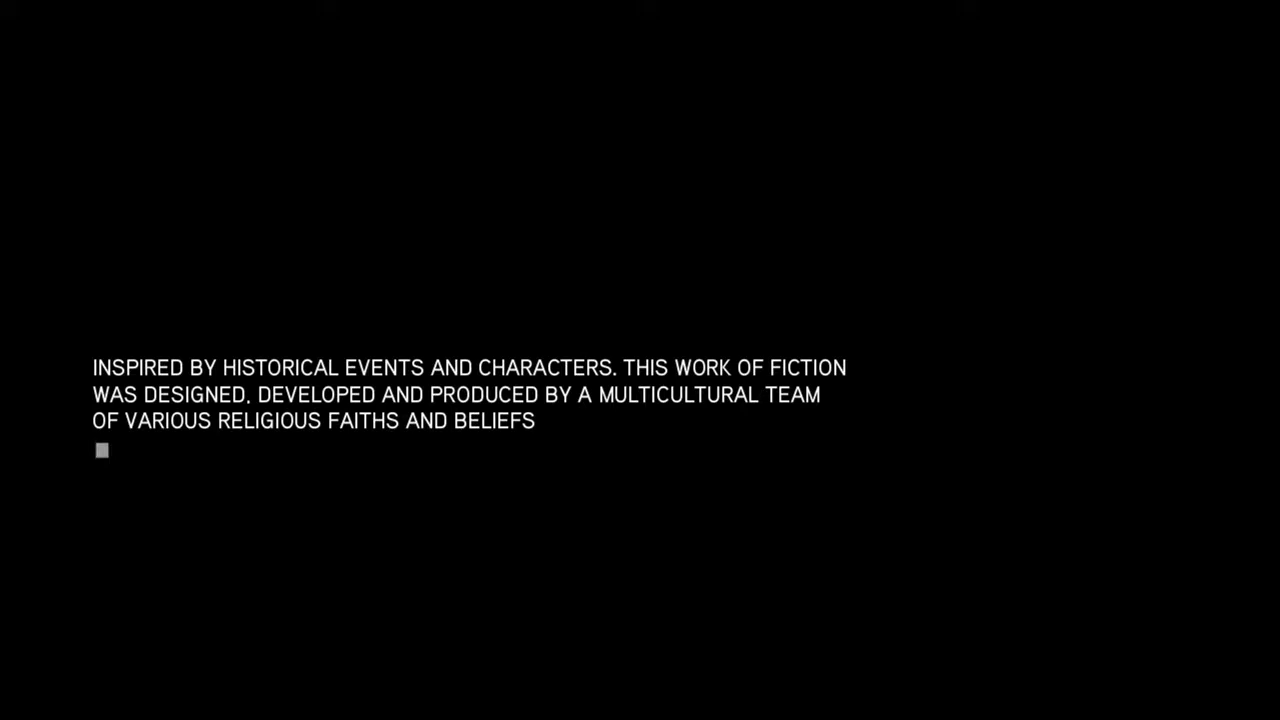 INSPIRED BY HISTORICAL EVENTS AND CHARACTERS. THIS WORK OF FICTION
WAS DESIGNED, DEVELOPED AND PRODUCED BY A MULTICULTURAL TEAM
OF VARIOUS RELIGIOUS FAITHS AND BELIEFS